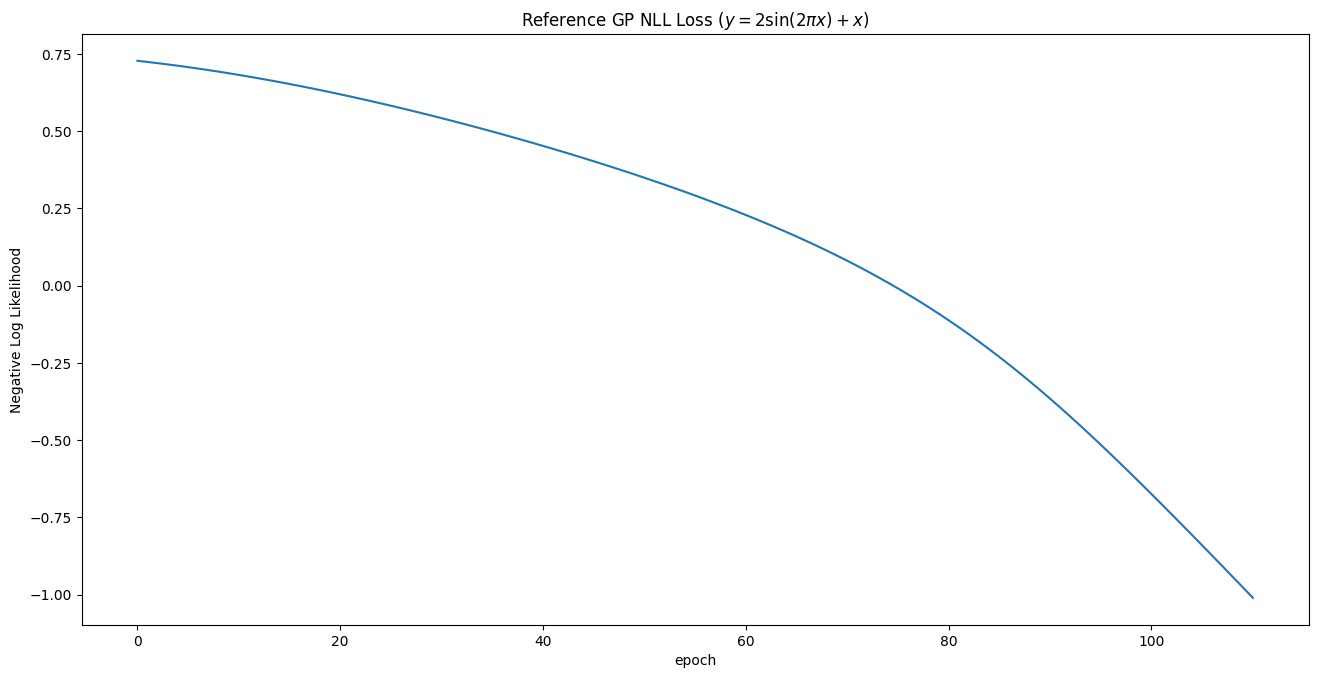 Reference GP NLL Loss (y = 2sin(2πx) + x)
0.75
0.50
0.25
0.00
−0.25
−0.50
−0.75
−1.00
Negative Log Likelihood
0 20 40 60 80 100
epoch